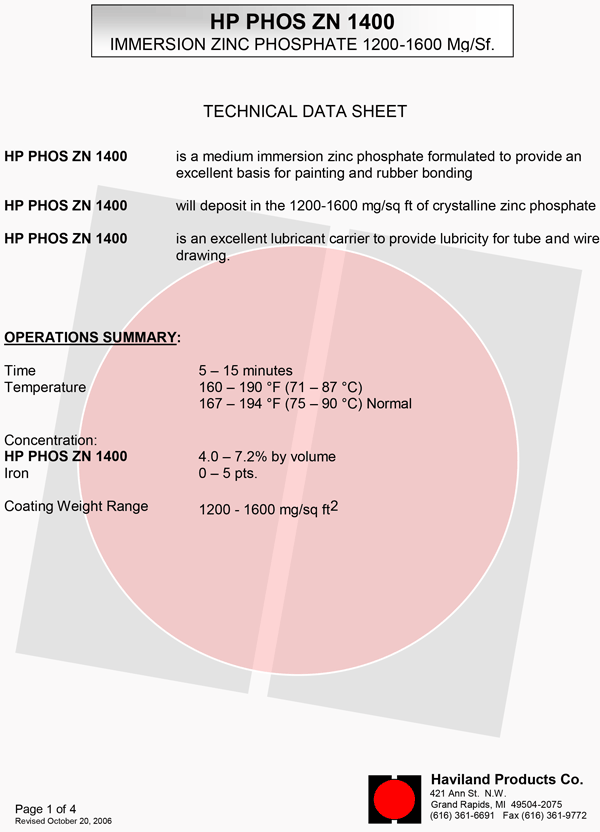 HP PHOS ZN 1400
IMMERSION ZINC PHOSPHATE 1200-1600 Mg/Sf.
TECHNICAL DATA SHEET
HP PHOS ZN 1400 is a medium immersion zinc phosphate formulated to provide an
excellent basis for painting and rubber bonding
HP PHOS ZN 1400 will deposit in the 1200-1600 mg/sq ft of crystalline zinc phosphate
HP PHOS ZN 1400 is an excellent lubricant carrier to provide lubricity for tube and wire
drawing.
OPERATIONS SUMMARY:
Time 5 – 15 minutes
Temperature 160 – 190 °F (71 – 87 °C)
167 – 194 °F (75 – 90 °C) Normal
Concentration:
HP PHOS ZN 1400 4.0 – 7.2% by volume
Iron 0 – 5 pts.
Coating Weight Range 1200 - 1600 mg/sq ft2
Page 1 of 4
Revised October 20, 2006
Haviland Products Co.
421 Ann St. N.W.
Grand Rapids, MI 49504-2075
(616) 361-6691 Fax (616) 361-9772